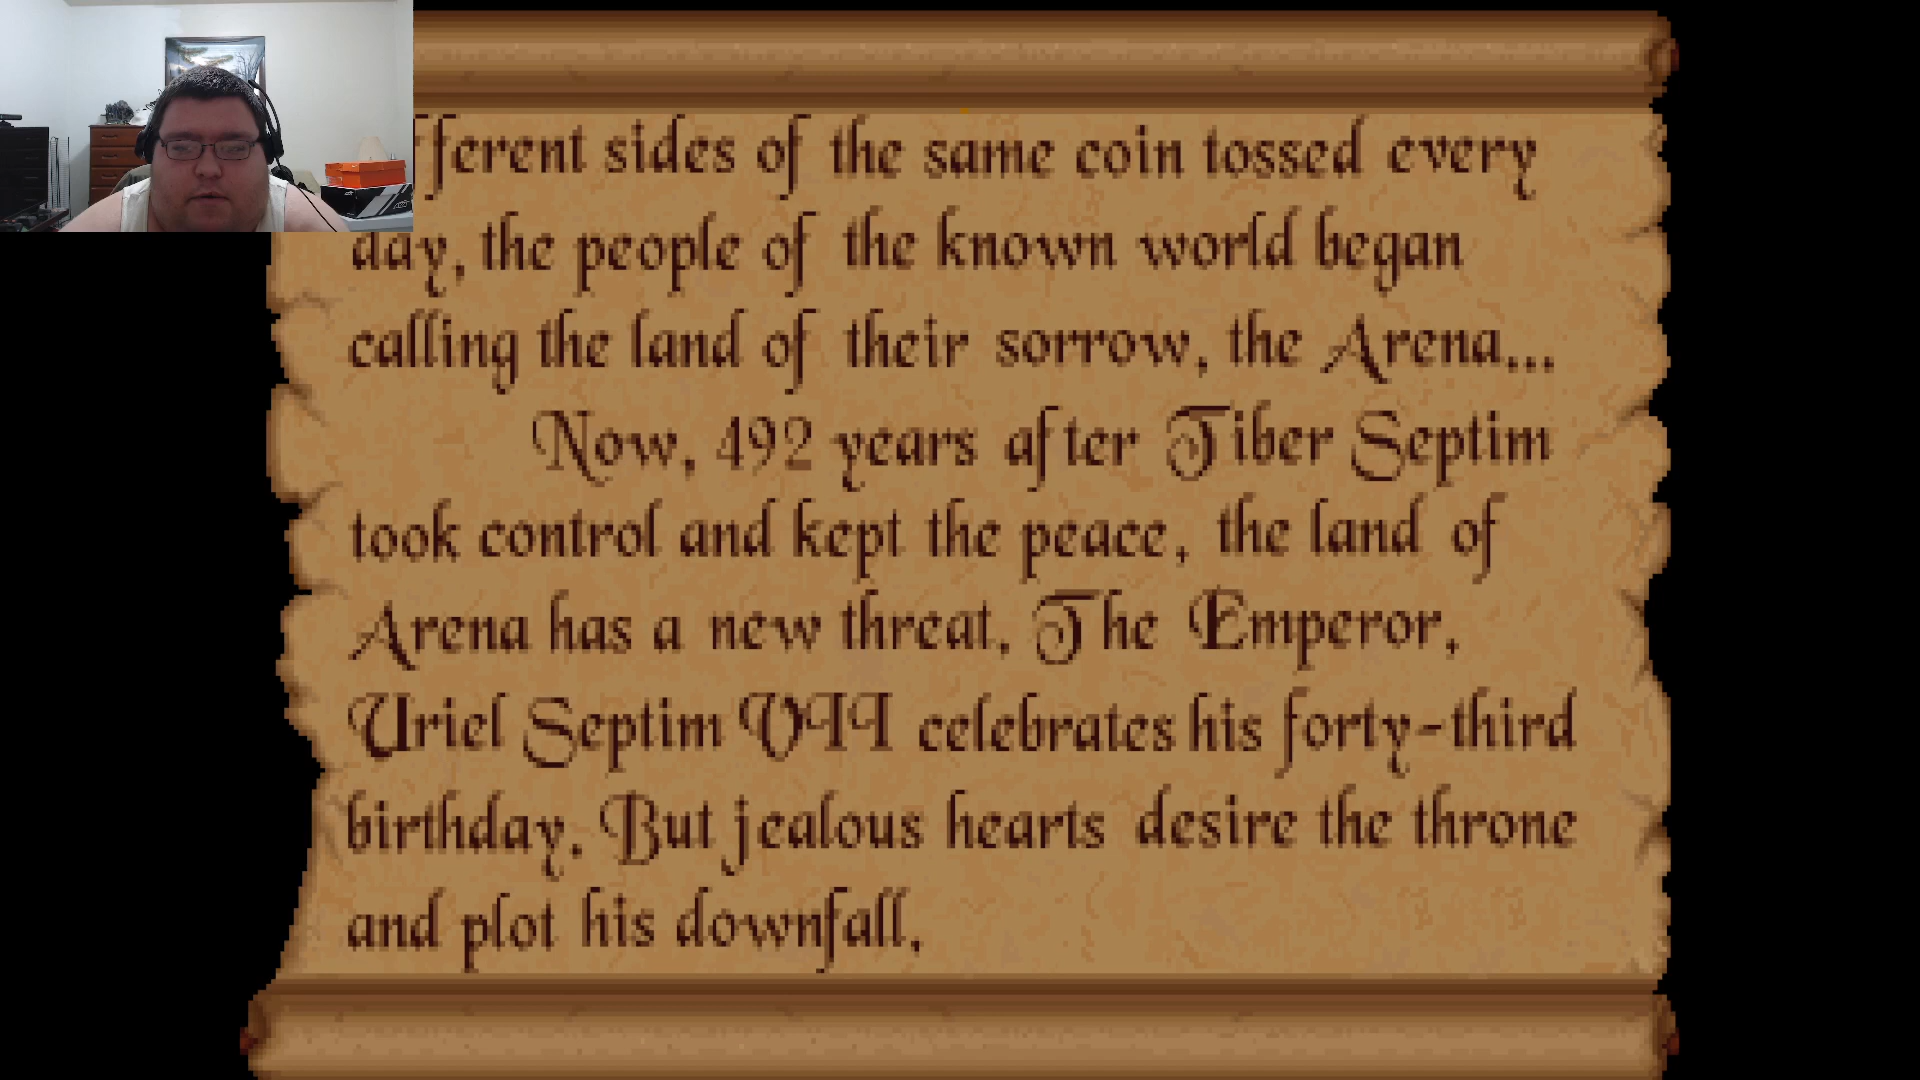 fferent sides of the same coin tossed every
day, the people of the known world began
calling the land of their sorrow, the Arena...
Now, 492 years after Tiber Septim
took control and kept the peace, the land of
Arena has a new threat. The Emperor,
Uriel Septim VII celebrates his forty-third
birthday. But jealous hearts desire the throne
and plot his downfall.